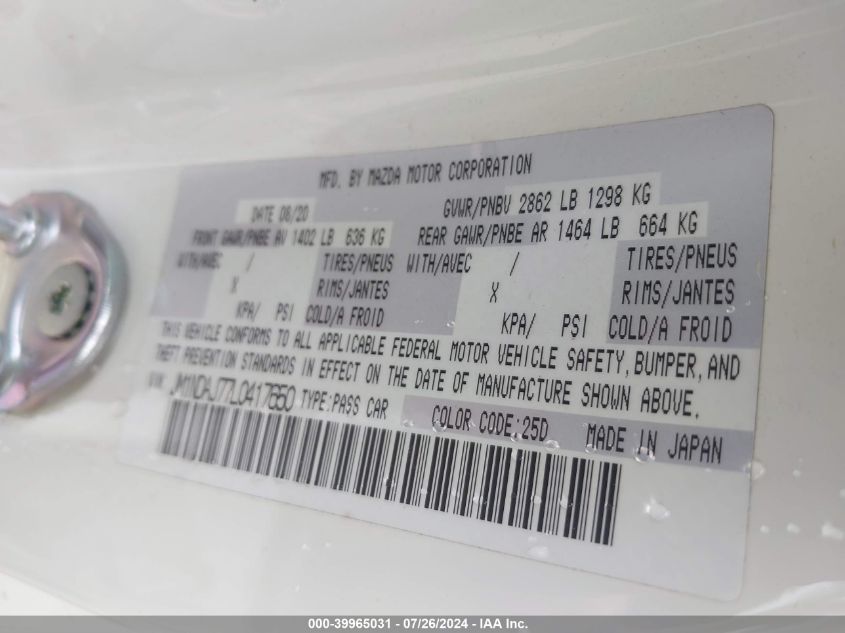 MFD. BY MAZDA MOTOR CORPORATION
DATE 08/20 GVWR/PNBV 2862 LB 1298 KG
FRONT GAWR/PNBE AV 1402 LB 636 KG REAR GAWR/PNBE AR 1464 LB 664 KG
WITH/AVEC / TIRES/PNEUS WITH/AVEC / TIRES/PNEUS
X RIMS/JANTES X RIMS/JANTES
KPA/ PSI COLD/A FROID KPA/ PSI COLD/A FROID
THIS VEHICLE CONFORMS TO ALL APPLICABLE FEDERAL MOTOR VEHICLE SAFETY, BUMPER, AND
THEFT PREVENTION STANDARDS IN EFFECT ON THE DATE OF MANUFACTURE SHOWN ABOVE.
VIN: JM1NDAJ77L0417650 TYPE:PASS CAR COLOR CODE:25D MADE IN JAPAN
000-39965031 - 07/26/2024 - IAA Inc.